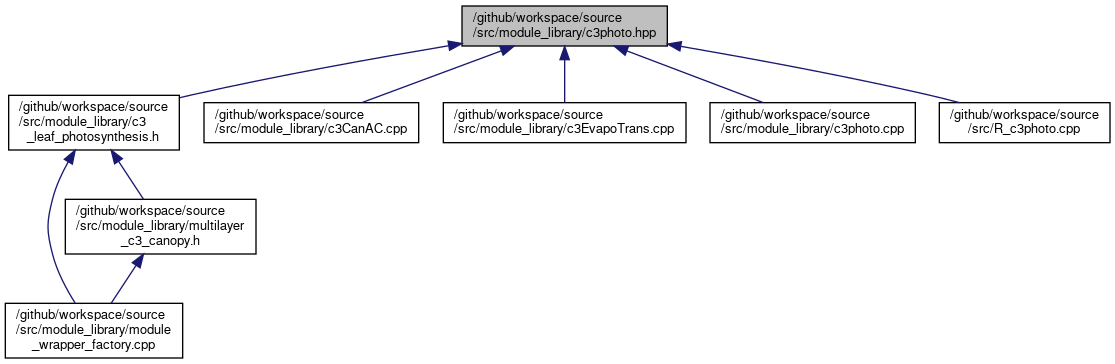 /github/workspace/source
/src/module_library/c3photo.hpp
/github/workspace/source
/src/module_library/c3
_leaf_photosynthesis.h
/github/workspace/source
/src/module_library/c3CanAC.cpp
/github/workspace/source
/src/module_library/c3EvapoTrans.cpp
/github/workspace/source
/src/module_library/c3photo.cpp
/github/workspace/source
/src/R_c3photo.cpp
/github/workspace/source
/src/module_library/multilayer
_c3_canopy.h
/github/workspace/source
/src/module_library/module
_wrapper_factory.cpp